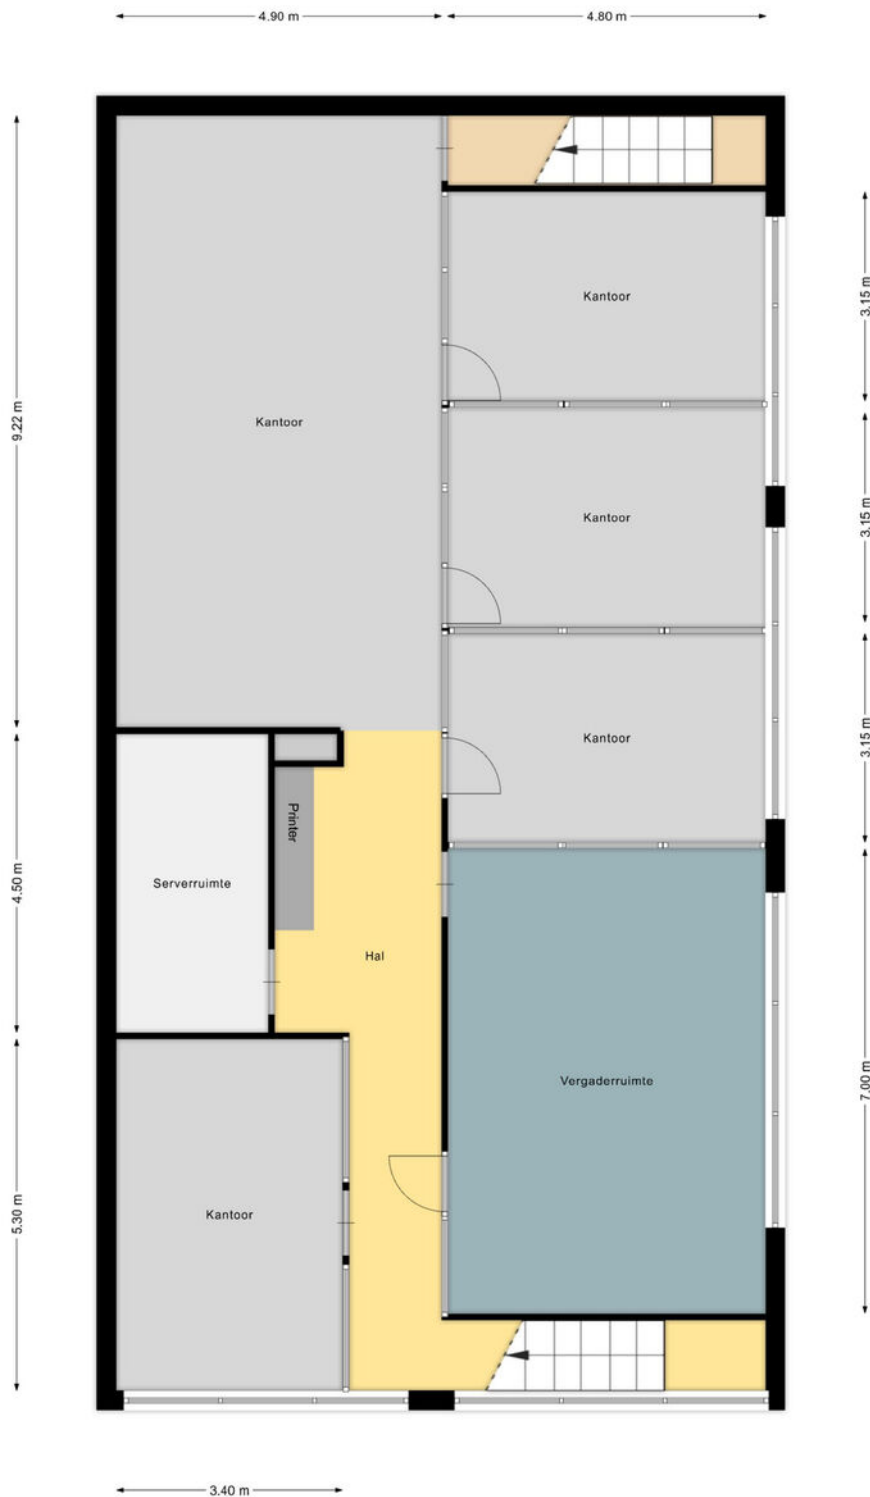 4.90 m
4.80 m
3.15 m
Kantoor
9.22 m
Kantoor
3.15 m
Kantoor
3.15 m
Kantoor
Printer
4.50 m
Serverruimte
Hal
7.00 m
Vergaderruimte
5.30 m
Kantoor
3.40 m